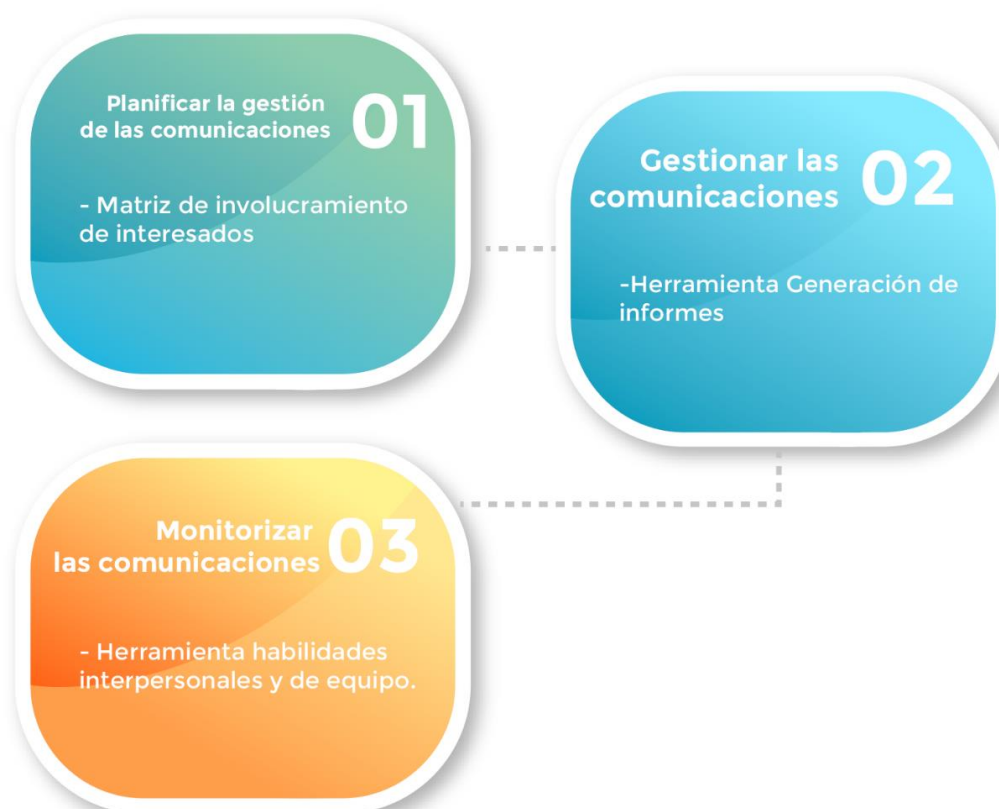 Planificar la gestión
de las comunicaciones
01
- Matriz de involucramiento
de interesados
Gestionar las
comunicaciones
02
-Herramienta Generación de
informes
Monitorizar
las comunicaciones
03
- Herramienta habilidades
interpersonales y de equipo.